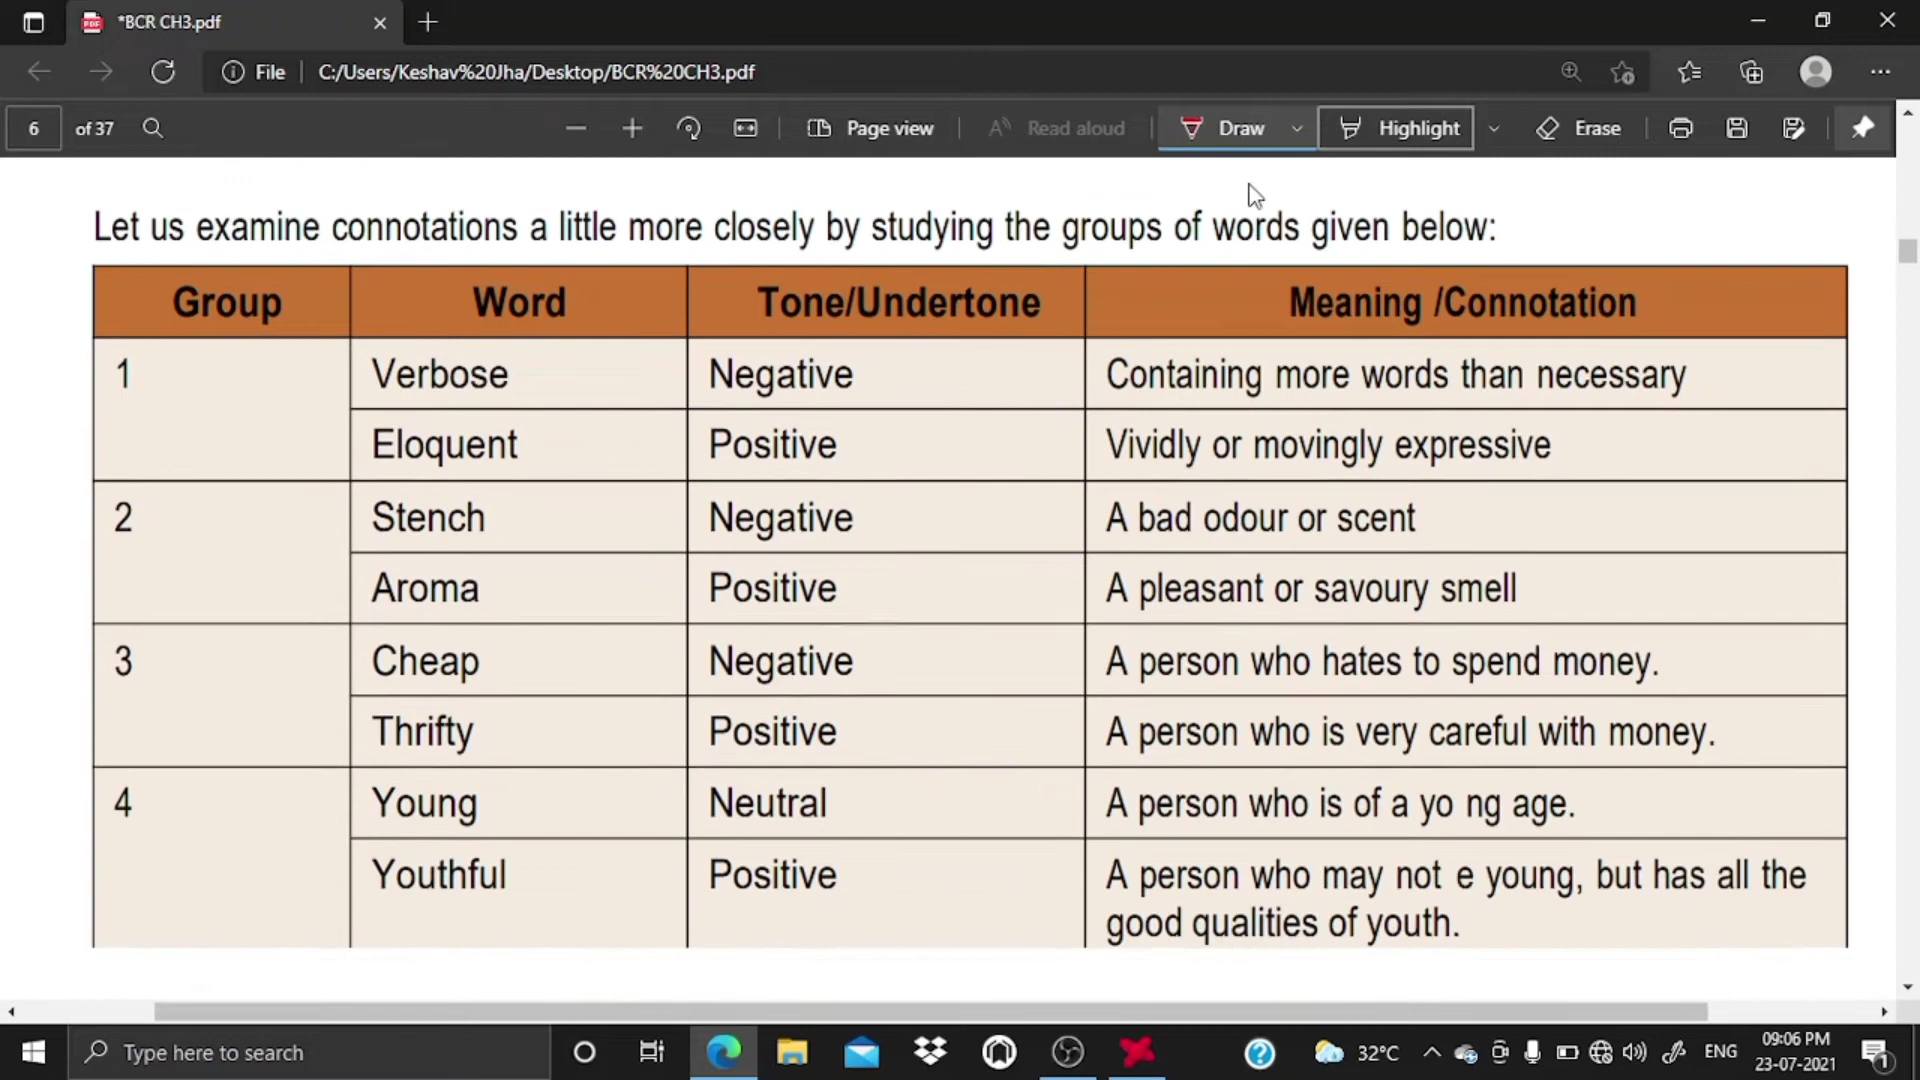 *BCR CH3.pdf
File C:/Users/Keshav%20Jha/Desktop/BCR%20CH3.pdf
6 of 37 Page view Read aloud Draw Highlight Erase
Let us examine connotations a little more closely by studying the groups of words given below:
Group Word Tone/Undertone Meaning /Connotation
1 Verbose Negative Containing more words than necessary
Eloquent Positive Vividly or movingly expressive
2 Stench Negative A bad odour or scent
Aroma Positive A pleasant or savoury smell
3 Cheap Negative A person who hates to spend money.
Thrifty Positive A person who is very careful with money.
4 Young Neutral A person who is of a yo ng age.
Youthful Positive A person who may not e young, but has all the
good qualities of youth.
Type here to search 32°C ENG 09:06 PM
23-07-2021 1